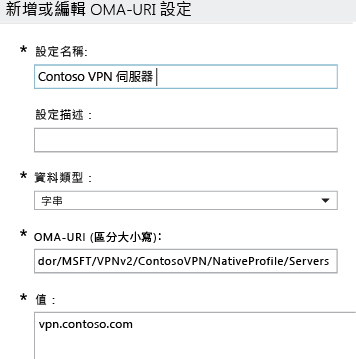 新增或編輯 OMA-URI 設定
* 設定名稱:
Contoso VPN 伺服器
設定描述：
* 資料類型：
字串
* OMA-URI (區分大小寫):
dor/MSFT/VPNv2/ContosoVPN/NativeProfile/Servers
* 值：
vpn.contoso.com